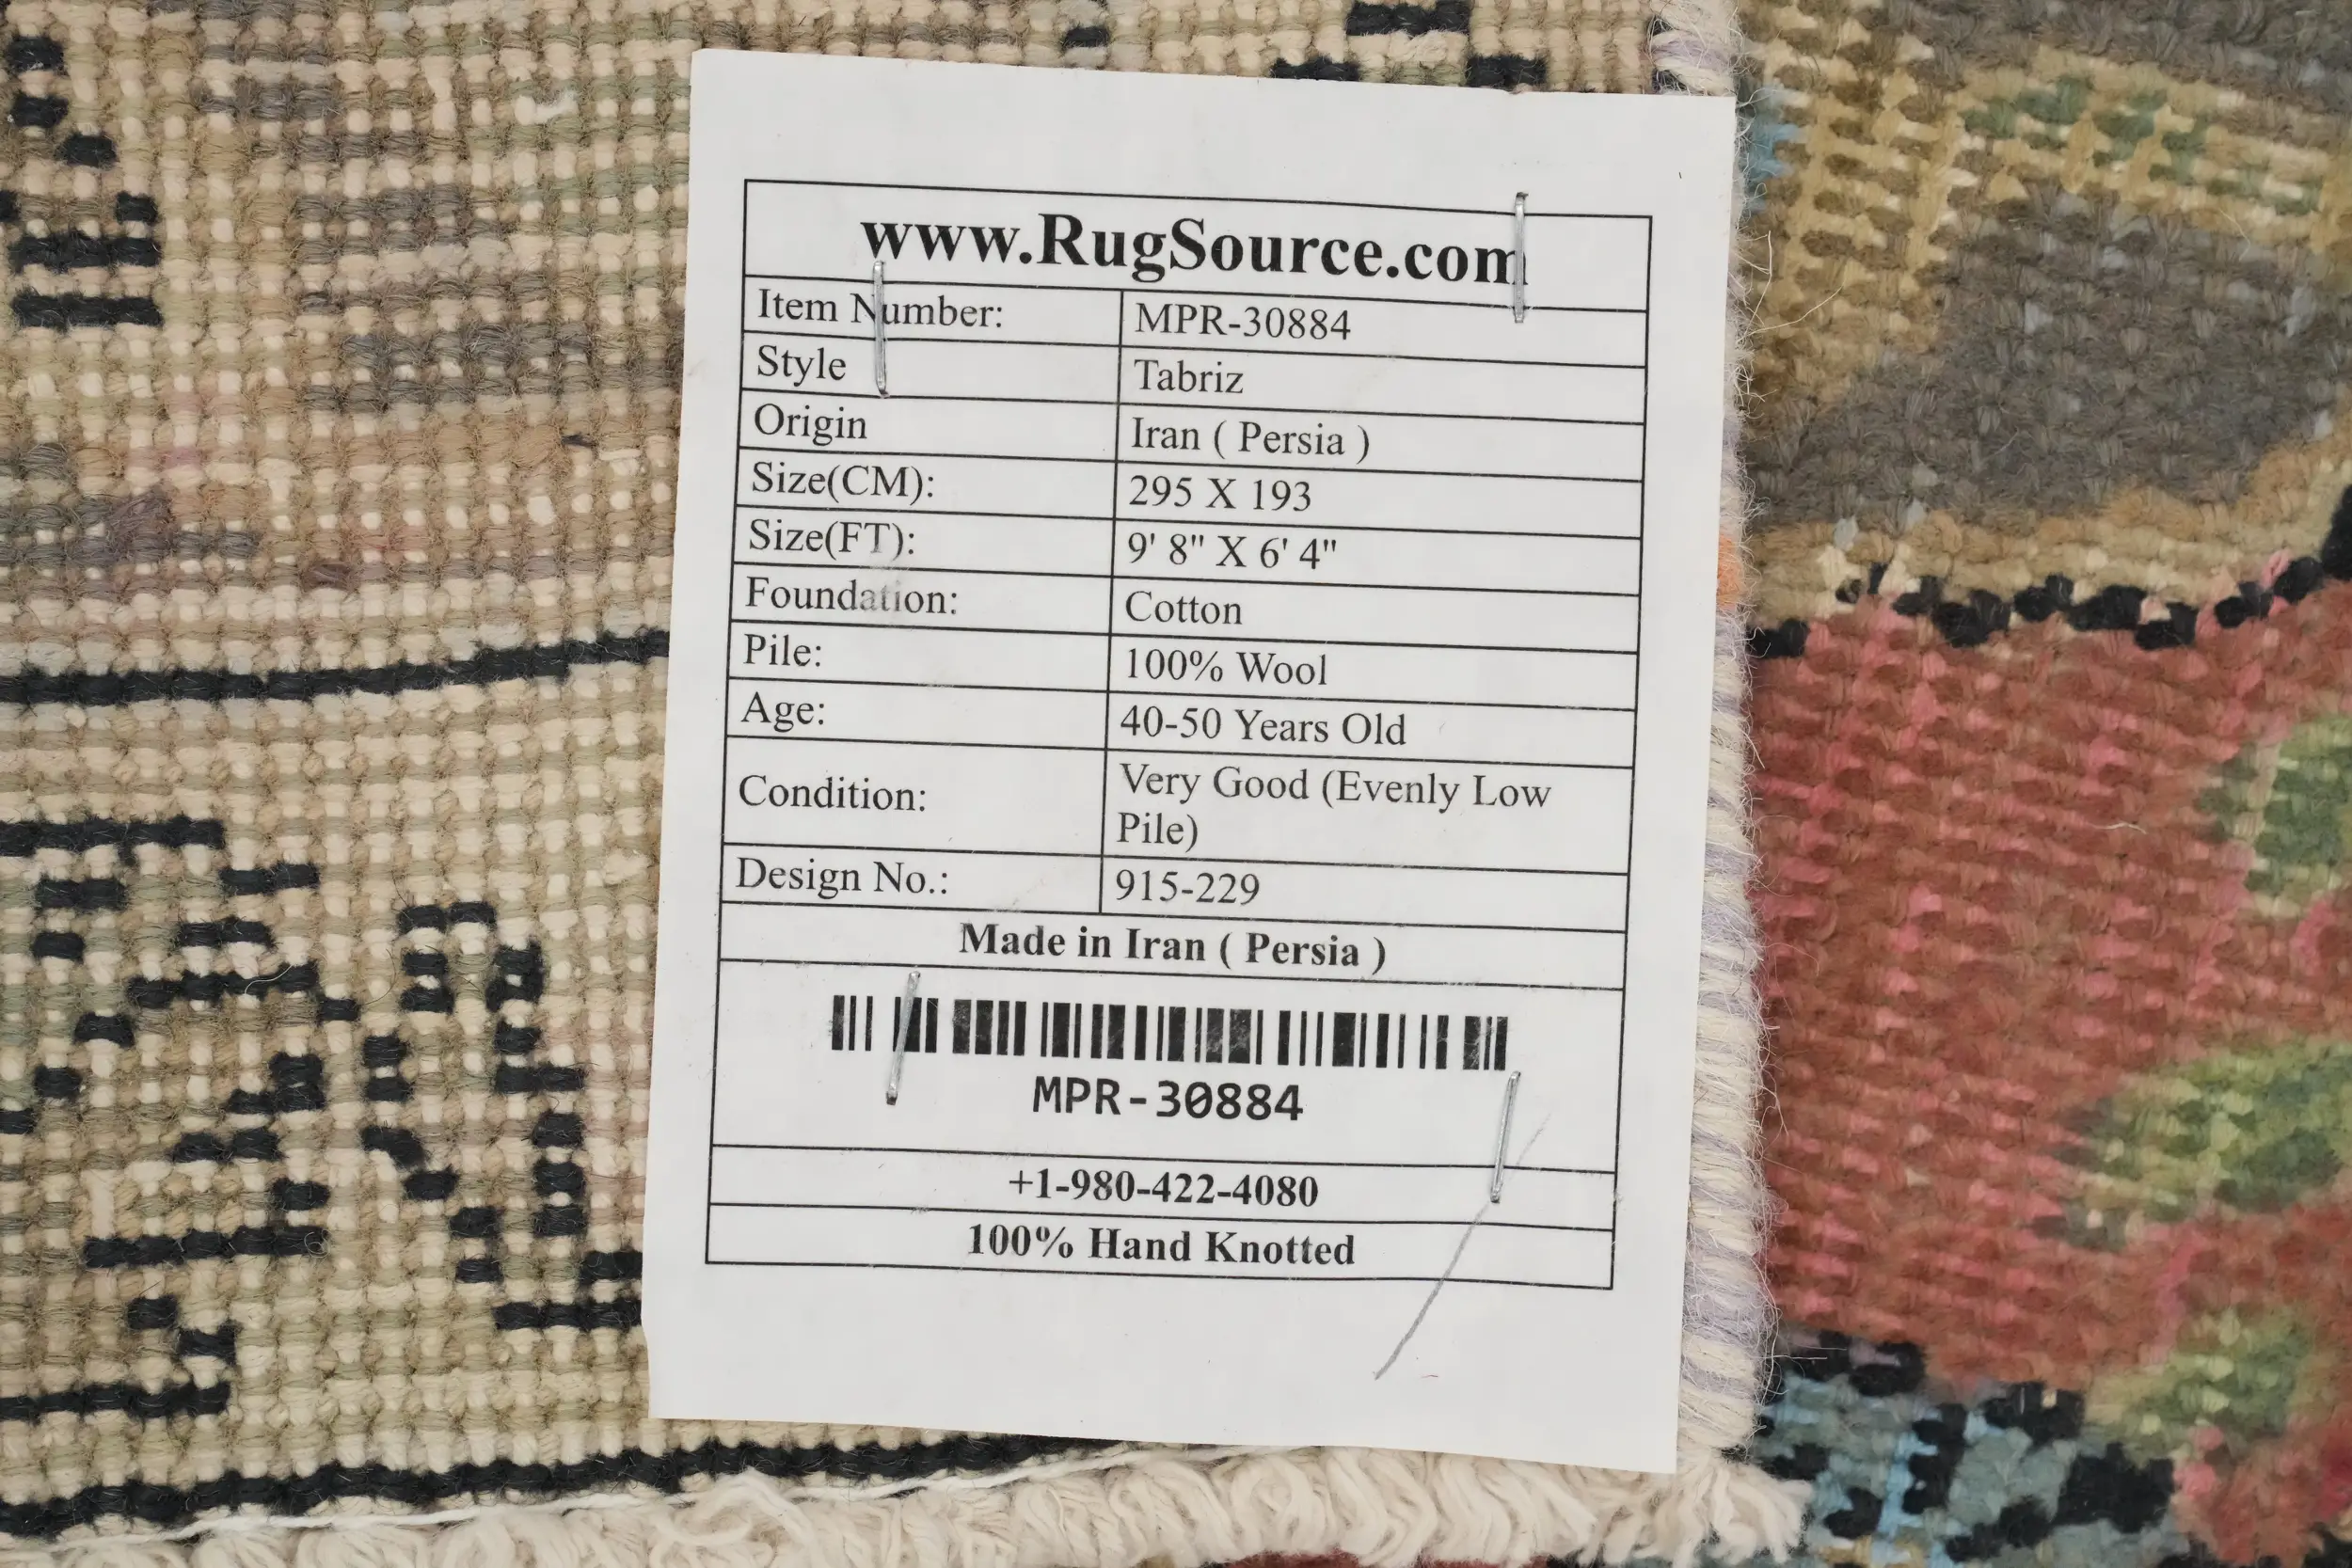 www.RugSource.com
Item Number: MPR-30884
Style Tabriz
Origin Iran ( Persia )
Size(CM): 295 X 193
Size(FT): 9' 8" X 6' 4"
Foundation: Cotton
Pile: 100% Wool
Age: 40-50 Years Old
Condition: Very Good (Evenly Low
Pile)
Design No.: 915-229
Made in Iran ( Persia )
MPR-30884
+1-980-422-4080
100% Hand Knotted